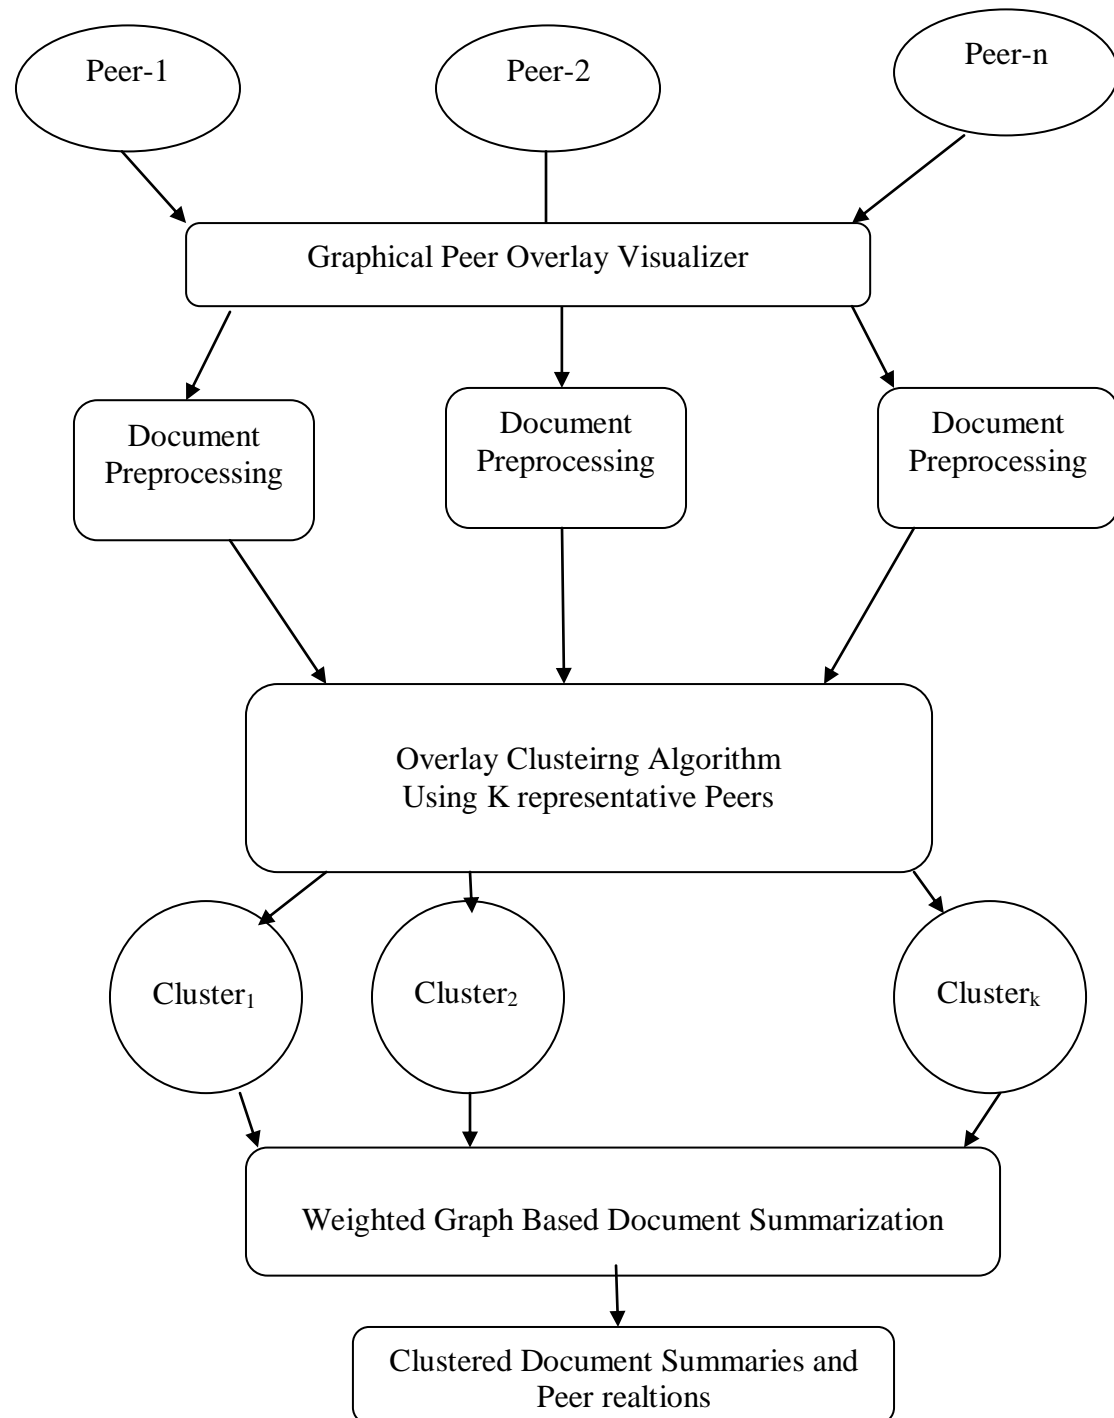 Peer-1
Peer-2
Peer-n
Graphical Peer Overlay Visualizer
Document
Preprocessing
Document
Preprocessing
Document
Preprocessing
Overlay Clusteirng Algorithm
Using K representative Peers
Cluster₁
Cluster₂
Clusterₖ
Weighted Graph Based Document Summarization
Clustered Document Summaries and
Peer realtions